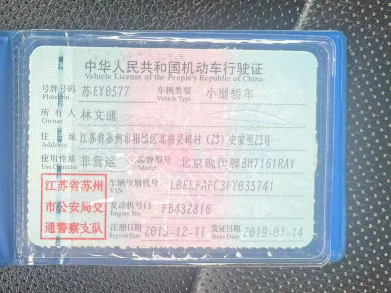 中华人民共和国机动车行驶证
Vehicle License of the People's Republic of China
号牌号码 苏EY0577 车辆类型 小型轿车
Plate No. Vehicle Type
所有人 林文通
Owner
住址 江苏省苏州市相城区北桥灵峰村（23）史家里23号
Address
使用性质 非营运 品牌型号 北京现代牌BH7161RAY
Model
江苏省苏州 车辆识别代号 LBELFAFC3FY035741
VIN
市公安局交 发动机号码 FB432816
Engine No.
通警察支队 注册日期 2015-12-11 发证日期 2019-01-14
Register Date Issue Date